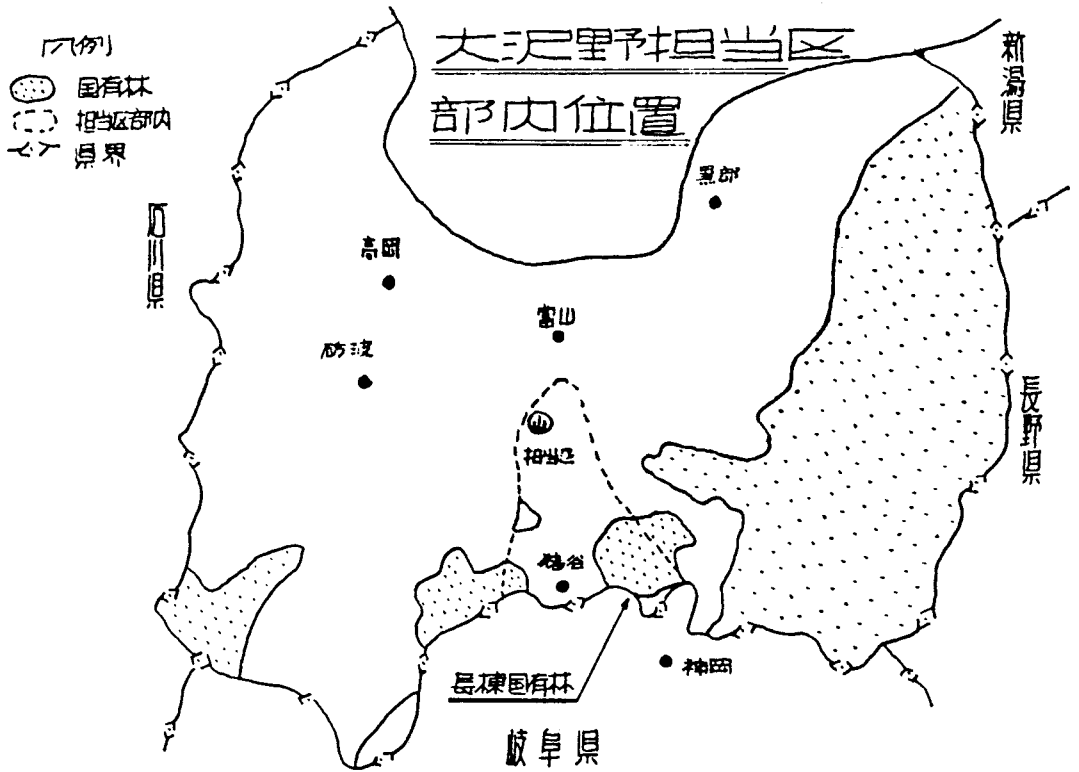 大沢野担当区
部内位置
凡例
国有林
担当区部内
県界
新潟県
石川県
長野県
岐阜県
黒部
高岡
富山
砺波
山
担当区
猪谷
神岡
長棟国有林